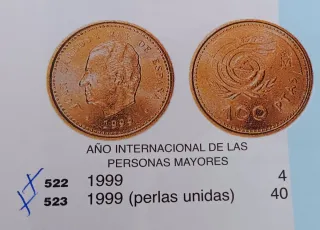 1999
100 PTAS
AÑO INTERNACIONAL DE LAS
PERSONAS MAYORES
522 1999 4
523 1999 (perlas unidas) 40